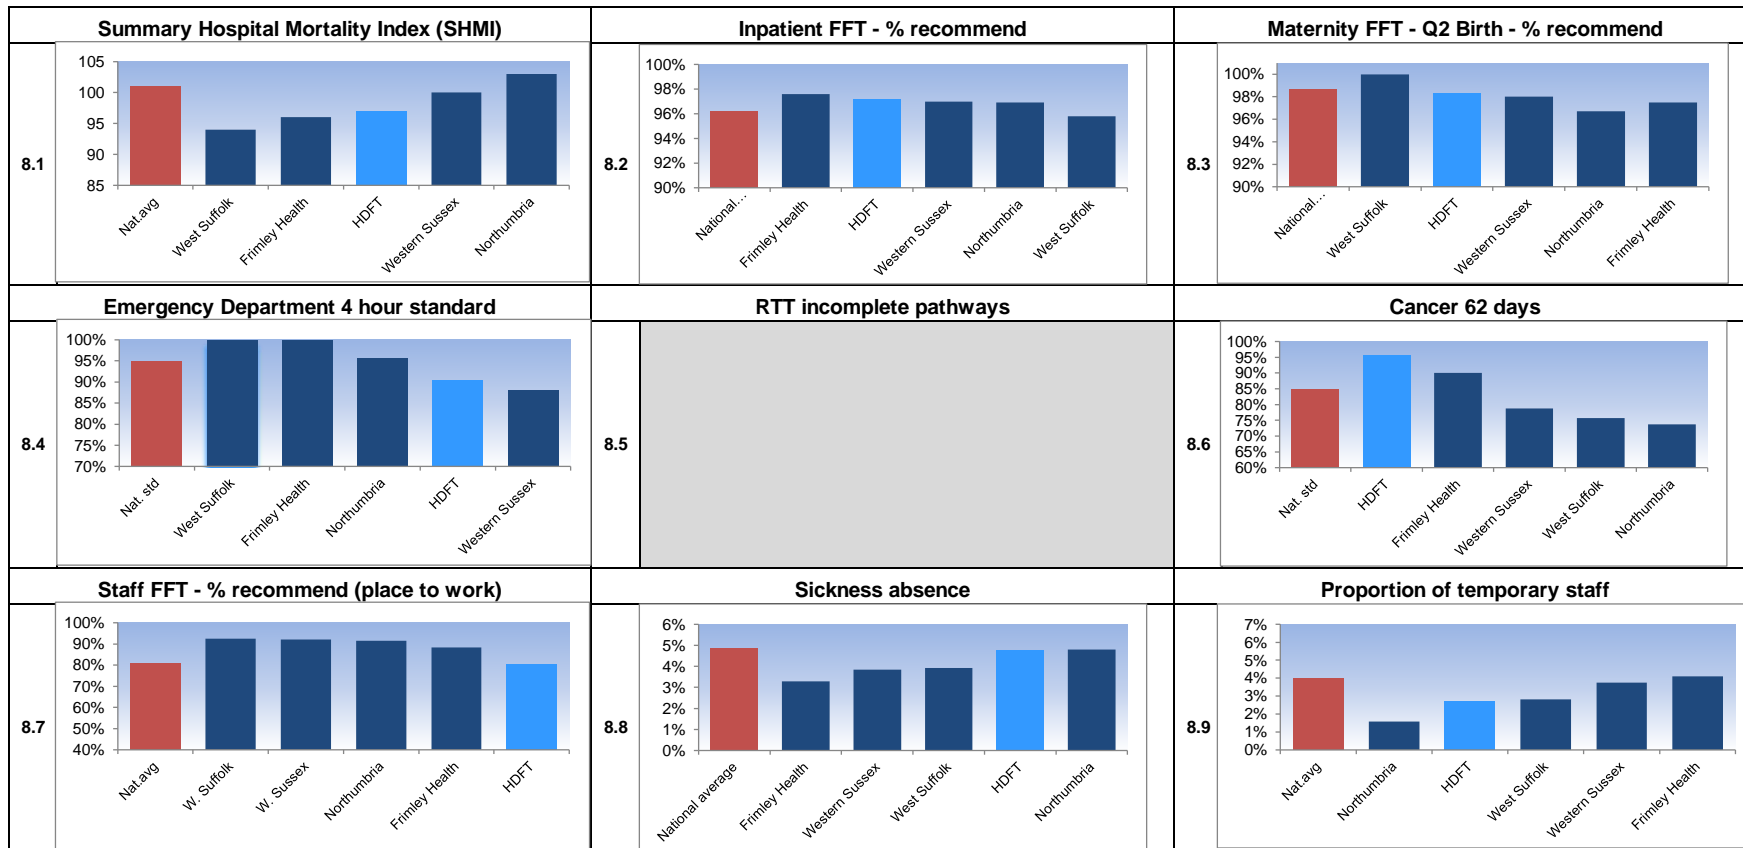 Summary Hospital Mortality Index (SHMI)
8.1
105
100
95
90
85
Nat.avg
West Suffolk
Frimley Health
HDFT
Western Sussex
Northumbria
Inpatient FFT - % recommend
8.2
100%
98%
96%
94%
92%
90%
National...
Frimley Health
HDFT
Western Sussex
Northumbria
West Suffolk
Maternity FFT - Q2 Birth - % recommend
8.3
100%
98%
96%
94%
92%
90%
National...
West Suffolk
HDFT
Western Sussex
Northumbria
Frimley Health
Emergency Department 4 hour standard
8.4
100%
95%
90%
85%
80%
75%
70%
Nat. std
West Suffolk
Frimley Health
Northumbria
HDFT
Western Sussex
RTT incomplete pathways
8.5
Cancer 62 days
8.6
100%
95%
90%
85%
80%
75%
70%
65%
60%
Nat. std
HDFT
Frimley Health
Western Sussex
West Suffolk
Northumbria
Staff FFT - % recommend (place to work)
8.7
100%
90%
80%
70%
60%
50%
40%
Nat.avg
W. Suffolk
W. Sussex
Northumbria
Frimley Health
HDFT
Sickness absence
8.8
6%
5%
4%
3%
2%
1%
0%
National average
Frimley Health
Western Sussex
West Suffolk
HDFT
Northumbria
Proportion of temporary staff
8.9
7%
6%
5%
4%
3%
2%
1%
0%
Nat.avg
Northumbria
HDFT
West Suffolk
Western Sussex
Frimley Health